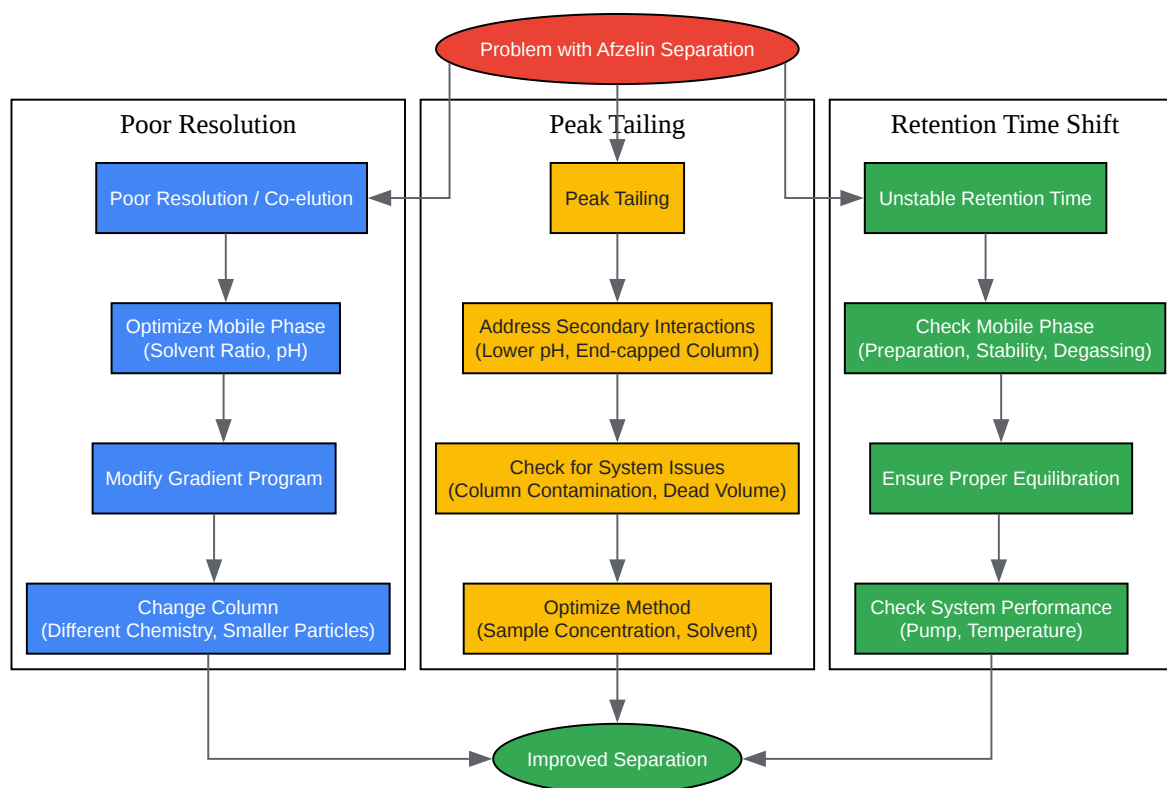 Problem with Afzelin Separation
Poor Resolution
Poor Resolution / Co-elution
Optimize Mobile Phase
(Solvent Ratio, pH)
Modify Gradient Program
Change Column
(Different Chemistry, Smaller Particles)
Peak Tailing
Peak Tailing
Address Secondary Interactions
(Lower pH, End-capped Column)
Check for System Issues
(Column Contamination, Dead Volume)
Optimize Method
(Sample Concentration, Solvent)
Retention Time Shift
Unstable Retention Time
Check Mobile Phase
(Preparation, Stability, Degassing)
Ensure Proper Equilibration
Check System Performance
(Pump, Temperature)
Improved Separation